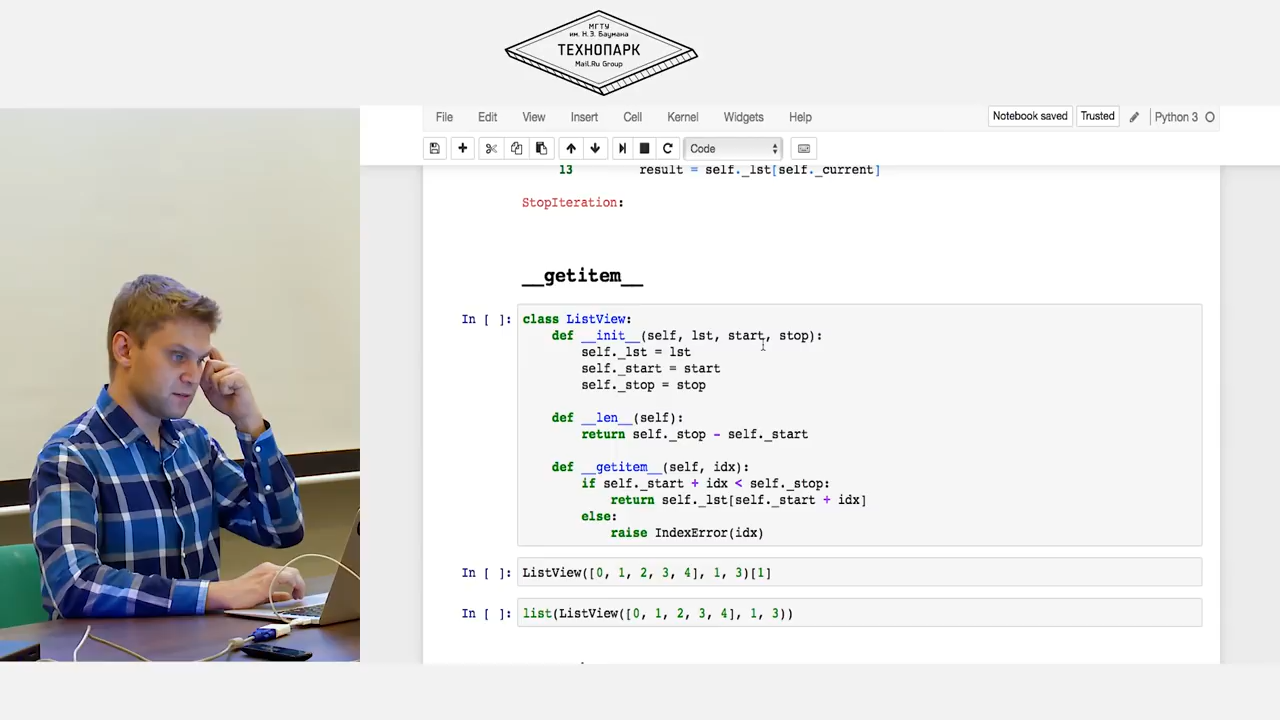 МГТУ
им. Н.Э. Баумана
ТЕХНОПАРК
Mail.Ru Group
File Edit View Insert Cell Kernel Widgets Help Notebook saved Trusted Python 3
Code
13 result = self._lst[self._current]
StopIteration:
__getitem__
In [ ]: class ListView:
def __init__(self, lst, start, stop):
self._lst = lst
self._start = start
self._stop = stop
def __len__(self):
return self._stop - self._start
def __getitem__(self, idx):
if self._start + idx < self._stop:
return self._lst[self._start + idx]
else:
raise IndexError(idx)
In [ ]: ListView([0, 1, 2, 3, 4], 1, 3)[1]
In [ ]: list(ListView([0, 1, 2, 3, 4], 1, 3))